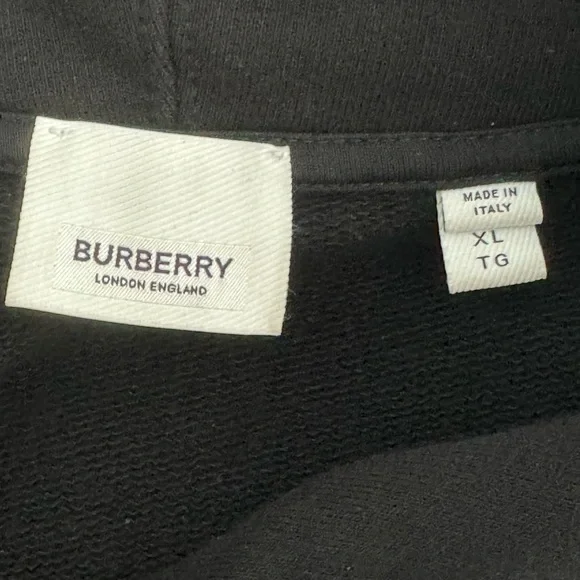 BURBERRY
LONDON ENGLAND
MADE IN
ITALY
XL
TG